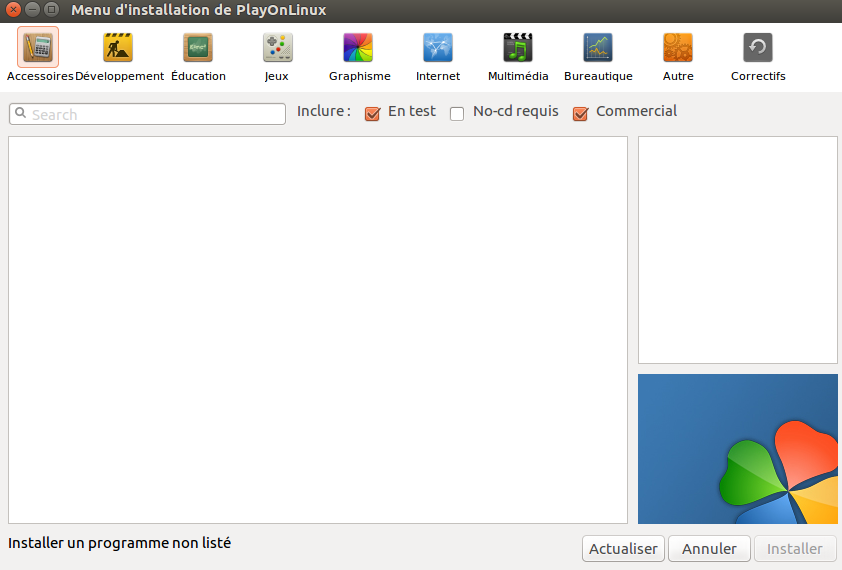 Menu d'installation de PlayOnLinux
Accessoires Développement Éducation Jeux Graphisme Internet Multimédia Bureautique Autre Correctifs
Search Inclure : En test No-cd requis Commercial
Installer un programme non listé
Actualiser Annuler Installer